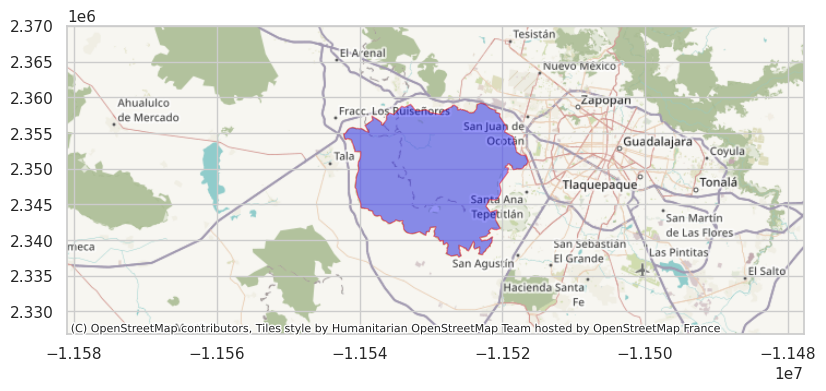 1e6
2.370
2.365
2.360
2.355
2.350
2.345
2.340
2.335
2.330
Tesistán
El Arenal
Nuevo México
Ahualulco
de Mercado
Fracc. Los Ruiseñores
Zapopan
San Juan de
Ocotán
Guadalajara
Coyula
Tala
Tlaquepaque
Tonalá
Santa Ana
Tepetitlán
San Martín
de Las Flores
meca
San Sebastián
El Grande
Las Pintitas
San Agustín
El Salto
Hacienda Santa
Fe
(C) OpenStreetMap contributors, Tiles style by Humanitarian OpenStreetMap Team hosted by OpenStreetMap France
−1.158
−1.156
−1.154
−1.152
−1.150
−1.148
1e7